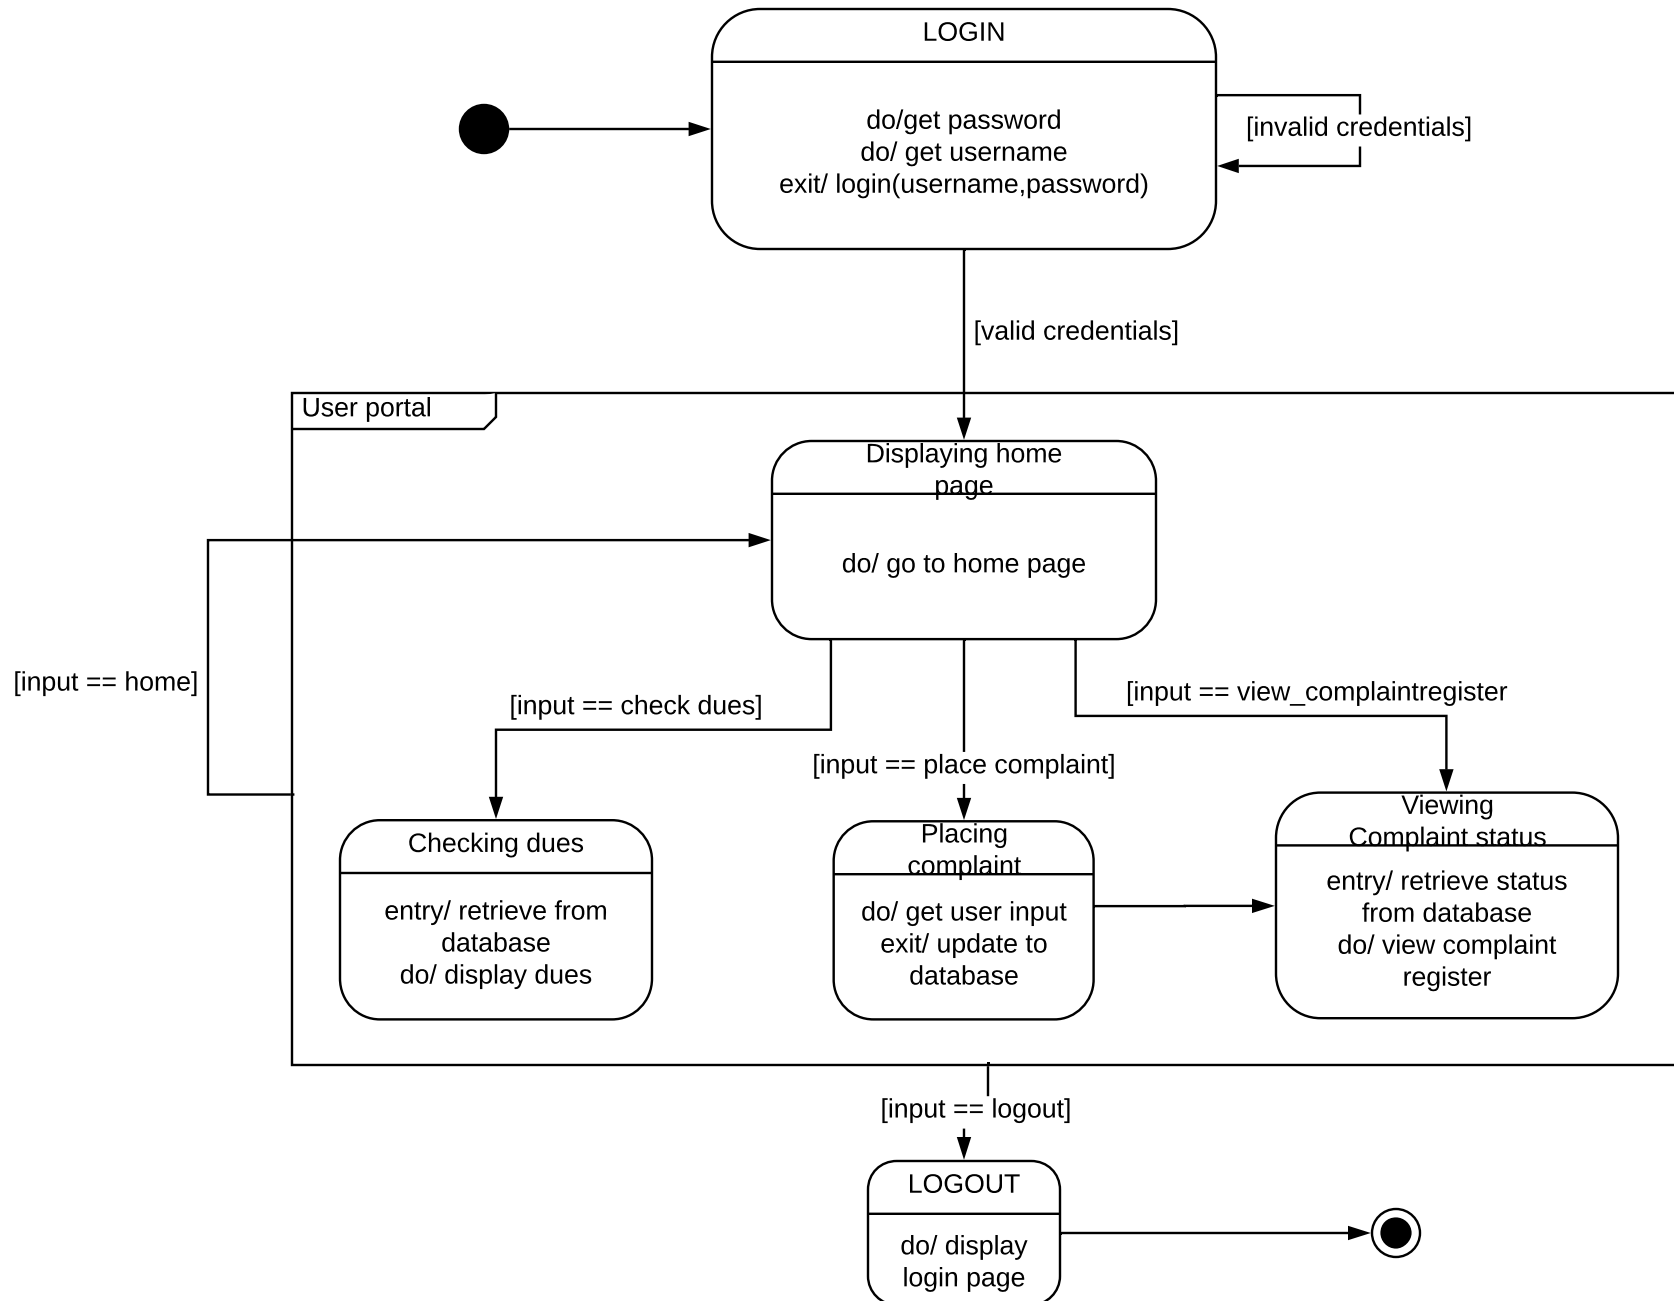 LOGIN
do/get password
do/ get username
exit/ login(username,password)
[invalid credentials]
[valid credentials]
User portal
Displaying home
page
do/ go to home page
[input == home]
[input == check dues]
[input == view_complaintregister
[input == place complaint]
Checking dues
entry/ retrieve from
database
do/ display dues
Placing
complaint
do/ get user input
exit/ update to
database
Viewing
Complaint status
entry/ retrieve status
from database
do/ view complaint
register
[input == logout]
LOGOUT
do/ display
login page